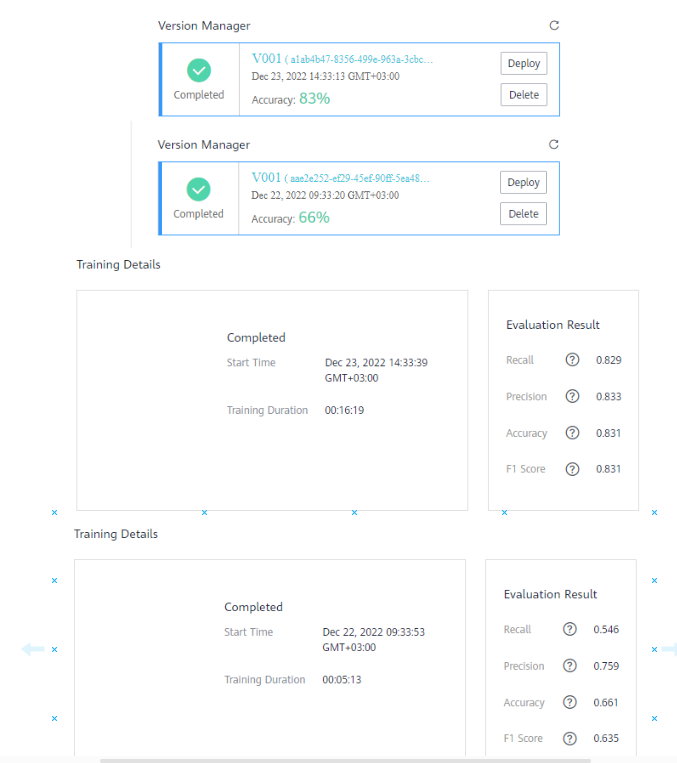 Version Manager
V001 ( a1ab4b47-8356-499e-963a-3cbc...
Deploy
Dec 23, 2022 14:33:13 GMT+03:00
Completed
Accuracy: 83%
Delete
Version Manager
V001 ( aae2e252-ef29-45ef-90ff-5ea48...
Deploy
Dec 22, 2022 09:33:20 GMT+03:00
Completed
Accuracy: 66%
Delete
Training Details
Completed
Start Time Dec 23, 2022 14:33:39
GMT+03:00
Training Duration 00:16:19
Evaluation Result
Recall ? 0.829
Precision ? 0.833
Accuracy ? 0.831
F1 Score ? 0.831
Training Details
Completed
Start Time Dec 22, 2022 09:33:53
GMT+03:00
Training Duration 00:05:13
Evaluation Result
Recall ? 0.546
Precision ? 0.759
Accuracy ? 0.661
F1 Score ? 0.635